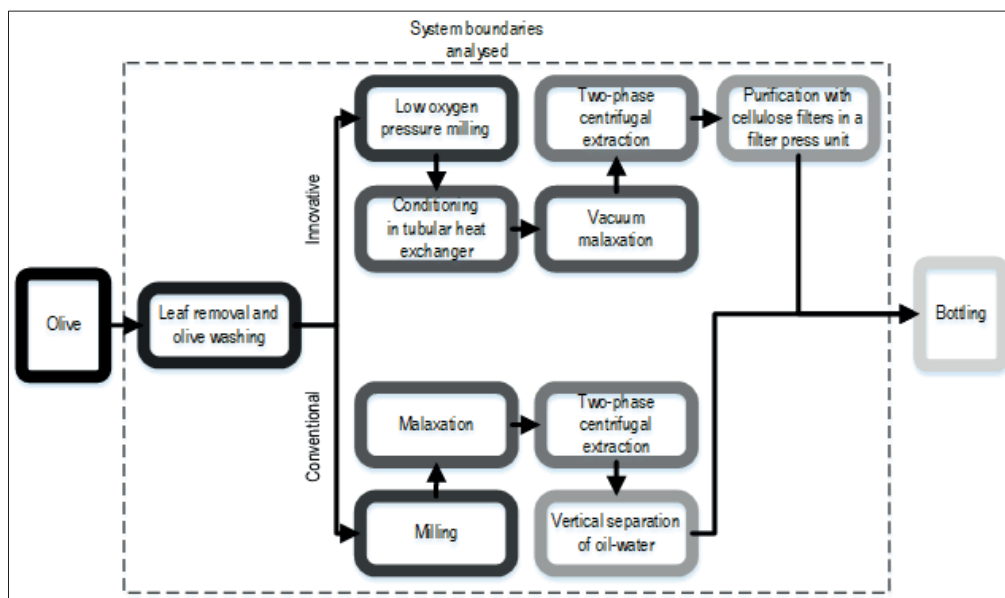 System boundaries
analysed
Low oxygen
pressure milling
Two-phase
centrifugal
extraction
Purification with
cellulose filters in a
filter press unit
Innovative
Conditioning
in tubular heat
exchanger
Vacuum
malaxation
Olive
Leaf removal and
olive washing
Bottling
Conventional
Malaxation
Two-phase
centrifugal
extraction
Milling
Vertical separation
of oil-water